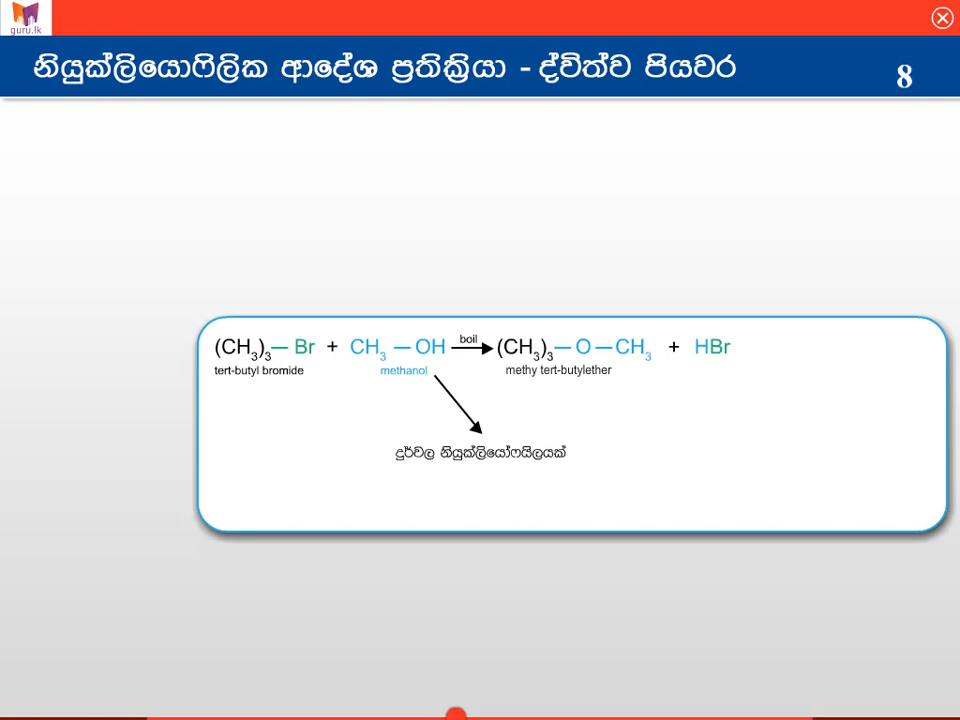 guru.lk
නියුක්ලියොෆිලික ආදේශ ප්‍රතික්‍රියා - ද්විත්ව පියවර
8
(CH3)3— Br + CH3 — OH boil (CH3)3— O — CH3 + HBr
tert-butyl bromide methanol methy tert-butylether
දුර්වල නියුක්ලියෝෆයිලයක්